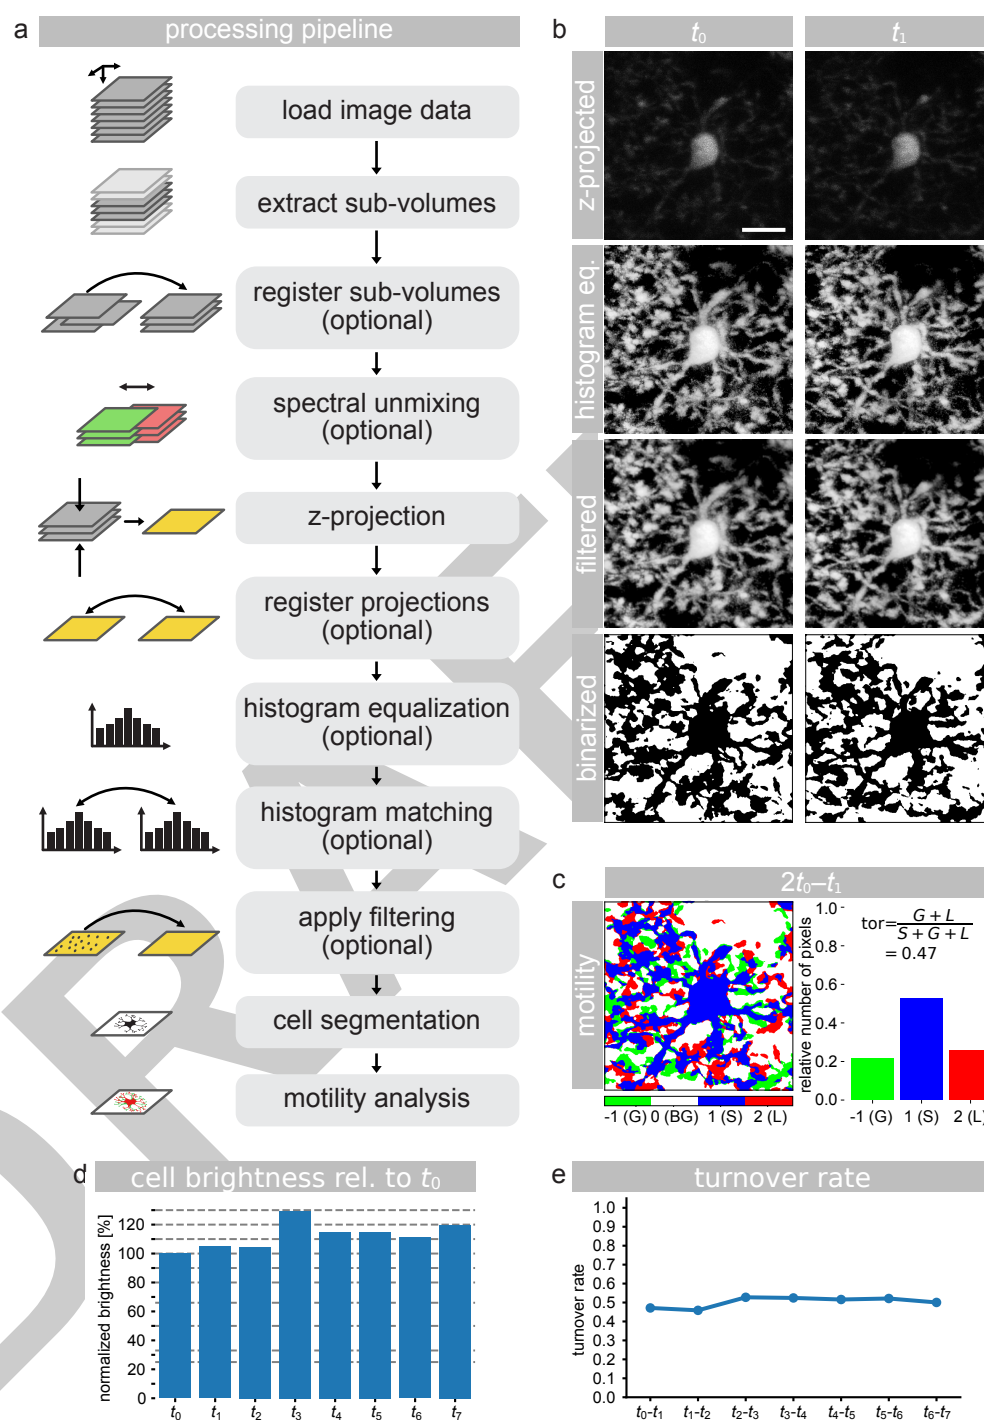 a
processing pipeline
load image data
extract sub-volumes
register sub-volumes
(optional)
spectral unmixing
(optional)
z-projection
register projections
(optional)
histogram equalization
(optional)
histogram matching
(optional)
apply filtering
(optional)
cell segmentation
motility analysis
b
t0
t1
z-projected
histogram eq.
filtered
binarized
c
2t0–t1
motility
-1 (G) 0 (BG) 1 (S) 2 (L)
relative number of pixels
1.0
0.8
0.6
0.4
0.2
0.0
tor= G + L / S + G + L
= 0.47
-1 (G) 1 (S) 2 (L)
d
cell brightness rel. to t0
normalized brightness [%]
120
100
80
60
40
20
0
t0 t1 t2 t3 t4 t5 t6 t7
e
turnover rate
turnover rate
1.0
0.9
0.8
0.7
0.6
0.5
0.4
0.3
0.2
0.1
0.0
t0-t1 t1-t2 t2-t3 t3-t4 t4-t5 t5-t6 t6-t7
DRAFT